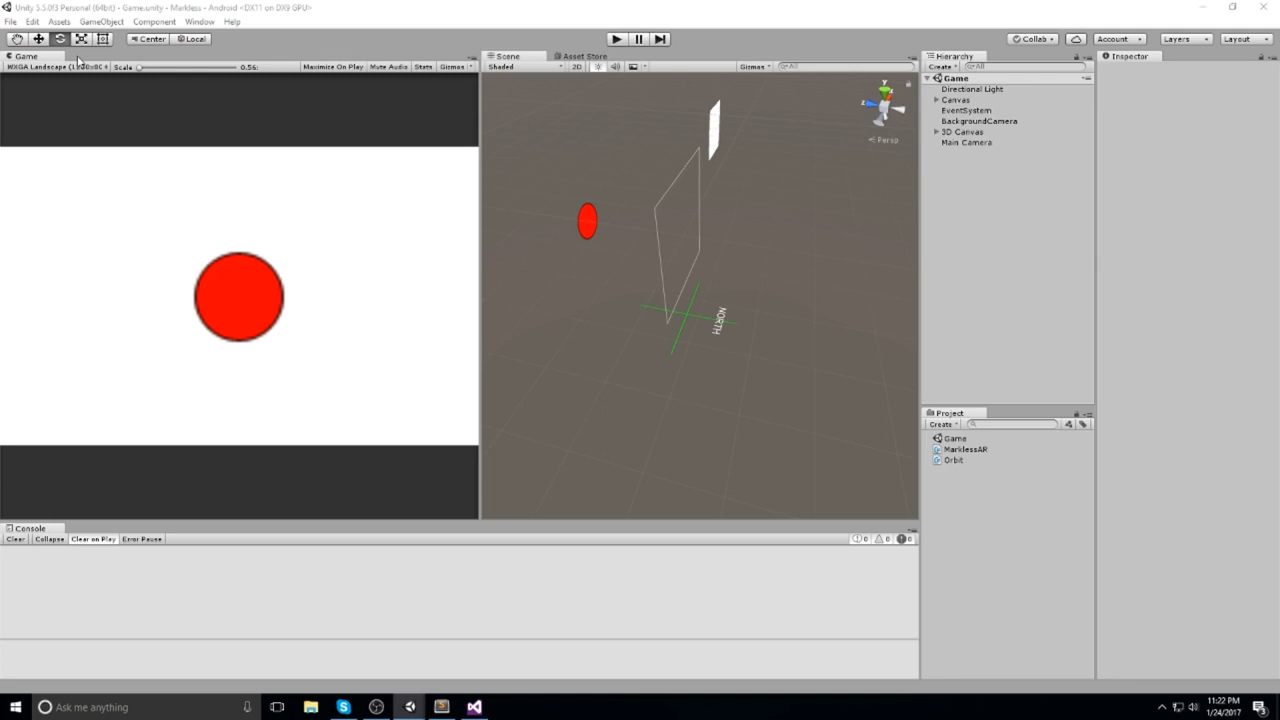 Unity 5.5.0f3 Personal (64bit) - Game.unity - Markless - Android <DX11 on DX9 GPU>
File Edit Assets GameObject Component Window Help
Center Local Collab Account Layers Layout
Game Scene Asset Store Hierarchy Inspector
WXGA Landscape Scale 0.56 Maximize On Play Mute Audio Stats Gizmos Shaded 2D Gizmos All Create All
Game
Directional Light
Canvas
EventSystem
BackgroundCamera
3D Canvas
Main Camera
y
z
Persp
NORTH
Project
Create
Game
MarklessAR
Orbit
Console
Clear Collapse Clear on Play Error Pause 0 0 0
Ask me anything
11:22 PM
1/24/2017
3